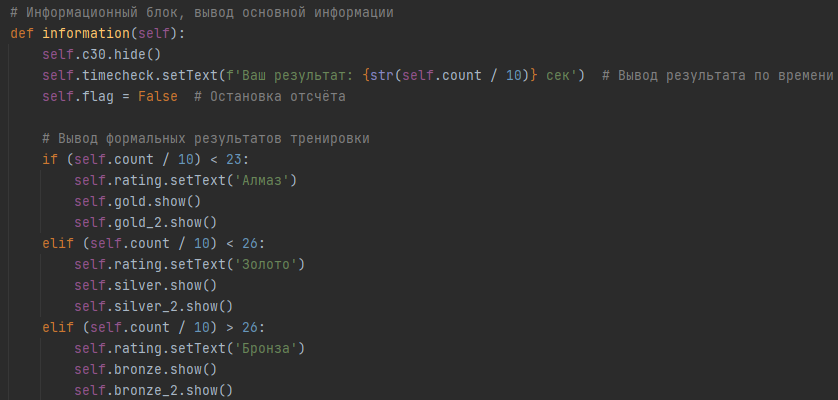 # Информационный блок, вывод основной информации
def information(self):
    self.c30.hide()
    self.timecheck.setText(f'Ваш результат: {str(self.count / 10)} сек')  # Вывод результата по времени
    self.flag = False  # Остановка отсчёта

    # Вывод формальных результатов тренировки
    if (self.count / 10) < 23:
        self.rating.setText('Алмаз')
        self.gold.show()
        self.gold_2.show()
    elif (self.count / 10) < 26:
        self.rating.setText('Золото')
        self.silver.show()
        self.silver_2.show()
    elif (self.count / 10) > 26:
        self.rating.setText('Бронза')
        self.bronze.show()
        self.bronze_2.show()